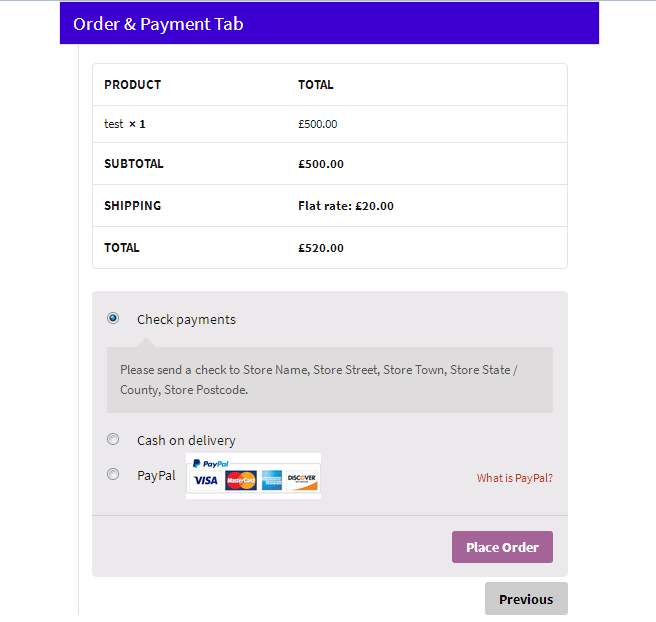 Order & Payment Tab
PRODUCT TOTAL
test × 1 £500.00
SUBTOTAL £500.00
SHIPPING Flat rate: £20.00
TOTAL £520.00
Check payments
Please send a check to Store Name, Store Street, Store Town, Store State /
County, Store Postcode.
Cash on delivery
PayPal
PayPal VISA MasterCard DISCOVER
What is PayPal?
Place Order
Previous